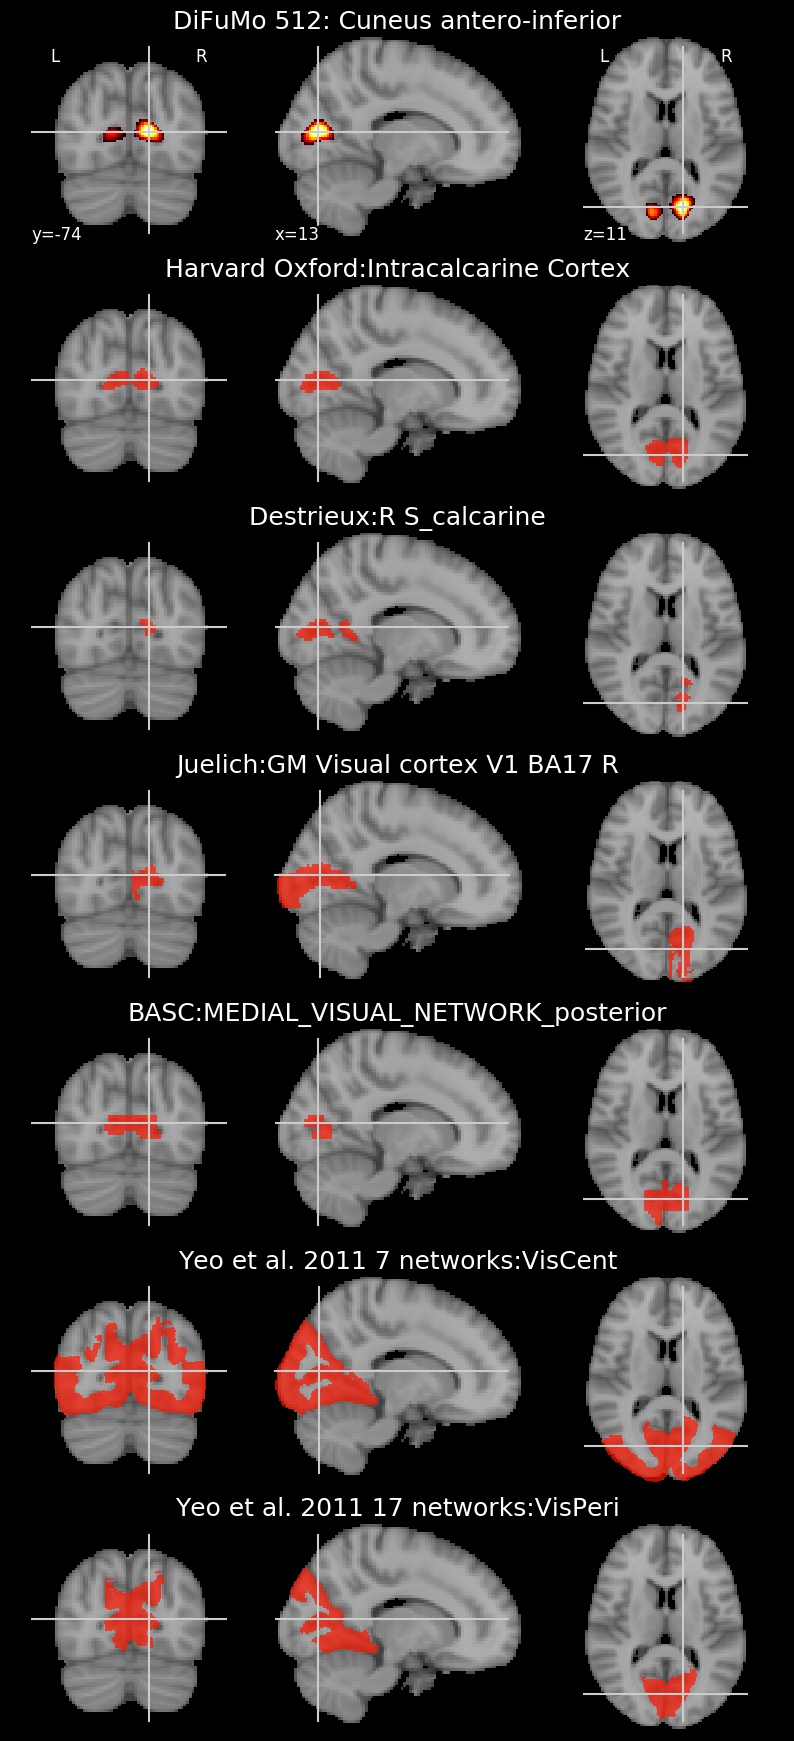 DiFuMo 512: Cuneus antero-inferior
L R L R
y=-74 x=13 z=11
Harvard Oxford:Intracalcarine Cortex
Destrieux:R S_calcarine
Juelich:GM Visual cortex V1 BA17 R
BASC:MEDIAL_VISUAL_NETWORK_posterior
Yeo et al. 2011 7 networks:VisCent
Yeo et al. 2011 17 networks:VisPeri